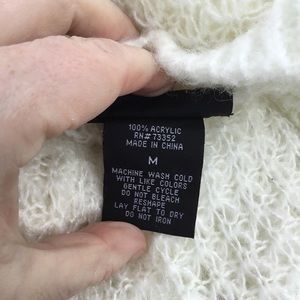 100% ACRYLIC
RN# 73352
MADE IN CHINA
M
MACHINE WASH COLD
WITH LIKE COLORS
GENTLE CYCLE
DO NOT BLEACH
RESHAPE
LAY FLAT TO DRY
DO NOT IRON